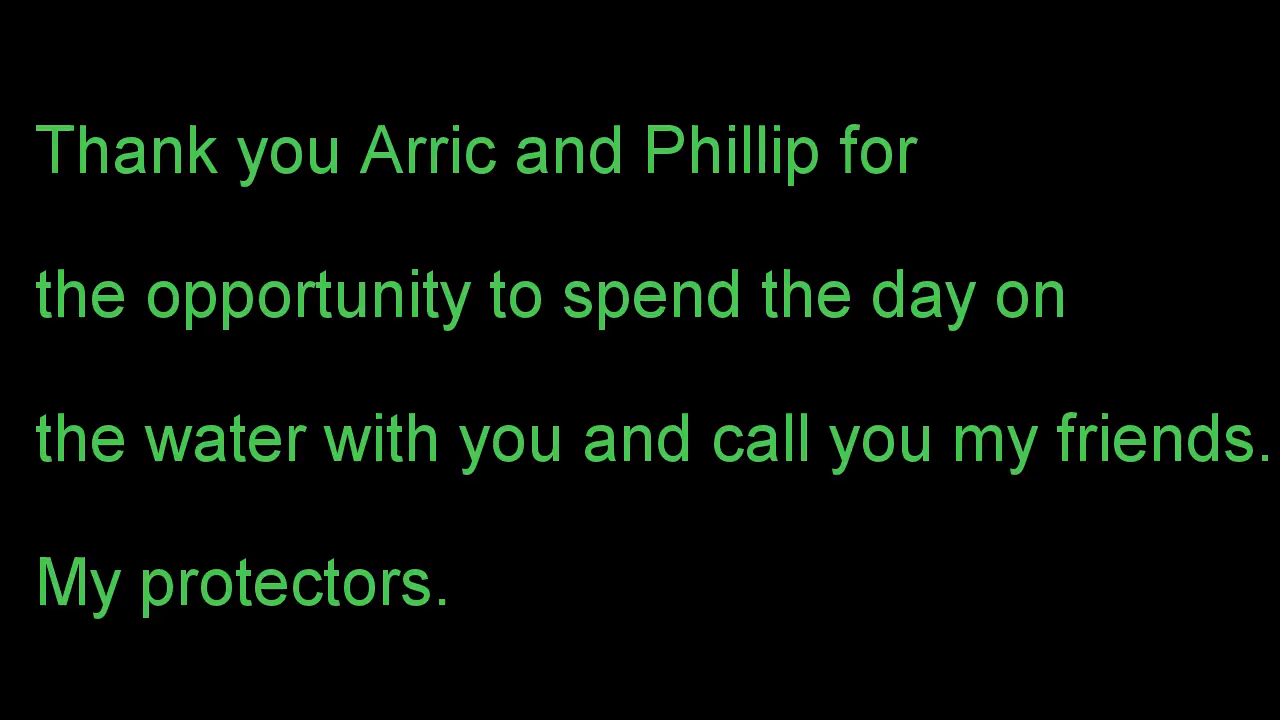 Thank you Arric and Phillip for
the opportunity to spend the day on
the water with you and call you my friends.
My protectors.